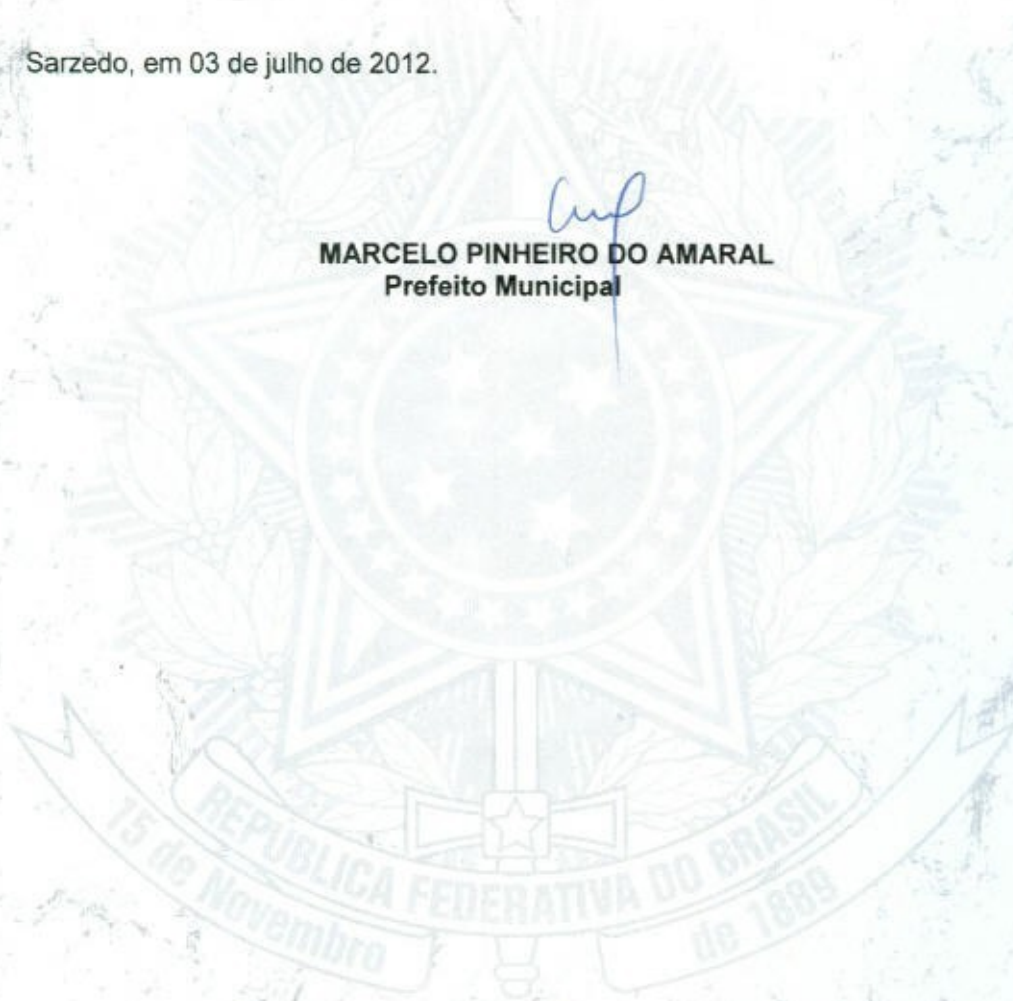 Sarzedo, em 03 de julho de 2012.
MARCELO PINHEIRO DO AMARAL
Prefeito Municipal
REPUBLICA FEDERATIVA DO BRASIL
15 de Novembro de 1889